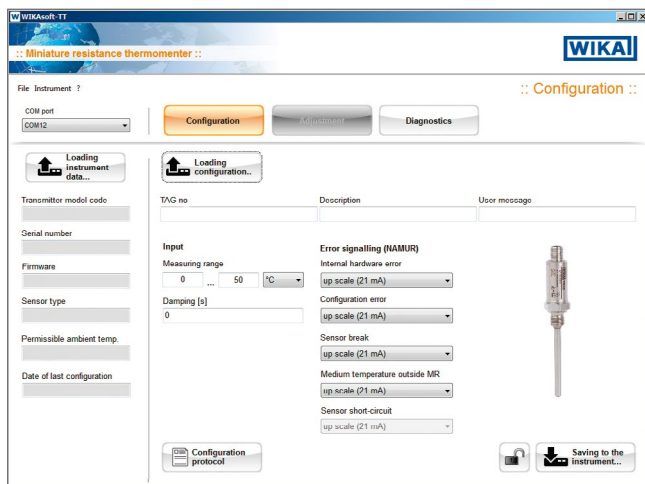 WIKAsoft-TT
:: Miniature resistance thermomenter ::
WIKA
File Instrument ?
:: Configuration ::
COM port
COM12
Configuration
Adjustment
Diagnostics
Loading
instrument
data...
Loading
configuration..
Transmitter model code
TAG no
Description
User message
Serial number
Input
Error signalling (NAMUR)
Firmware
Measuring range
Internal hardware error
0 ... 50 °C
up scale (21 mA)
Sensor type
Damping [s]
Configuration error
0
up scale (21 mA)
Permissible ambient temp.
Sensor break
up scale (21 mA)
Date of last configuration
Medium temperature outside MR
up scale (21 mA)
Sensor short-circuit
up scale (21 mA)
Configuration
protocol
Saving to the
instrument...